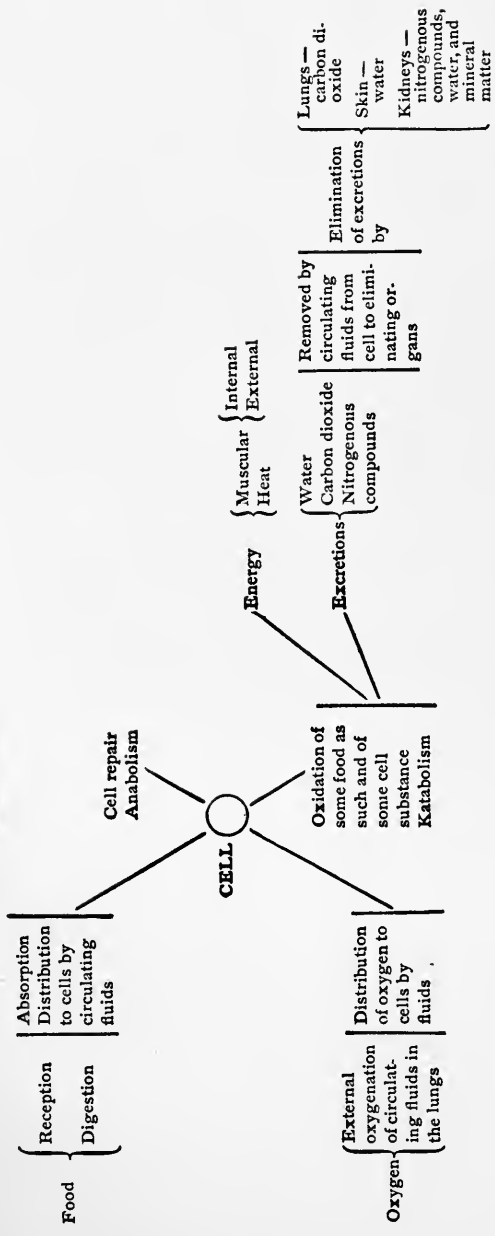 Food
Reception
Digestion
Absorption
Distribution
to cells by
circulating
fluids
Oxygen
External
oxygenation
of circulat-
ing fluids in
the lungs
Distribution
of oxygen to
cells by
fluids
CELL
Cell repair
Anabolism
Oxidation of
some food as
such and of
some cell
substance
Katabolism
Energy
Muscular
Heat
Internal
External
Excretions
Water
Carbon dioxide
Nitrogenous
compounds
Removed by
circulating
fluids from
cell to elimi-
nating or-
gans
Elimination
of excretions
by
Lungs —
carbon di-
oxide
Skin —
water
Kidneys —
nitrogenous
compounds,
water, and
mineral
matter